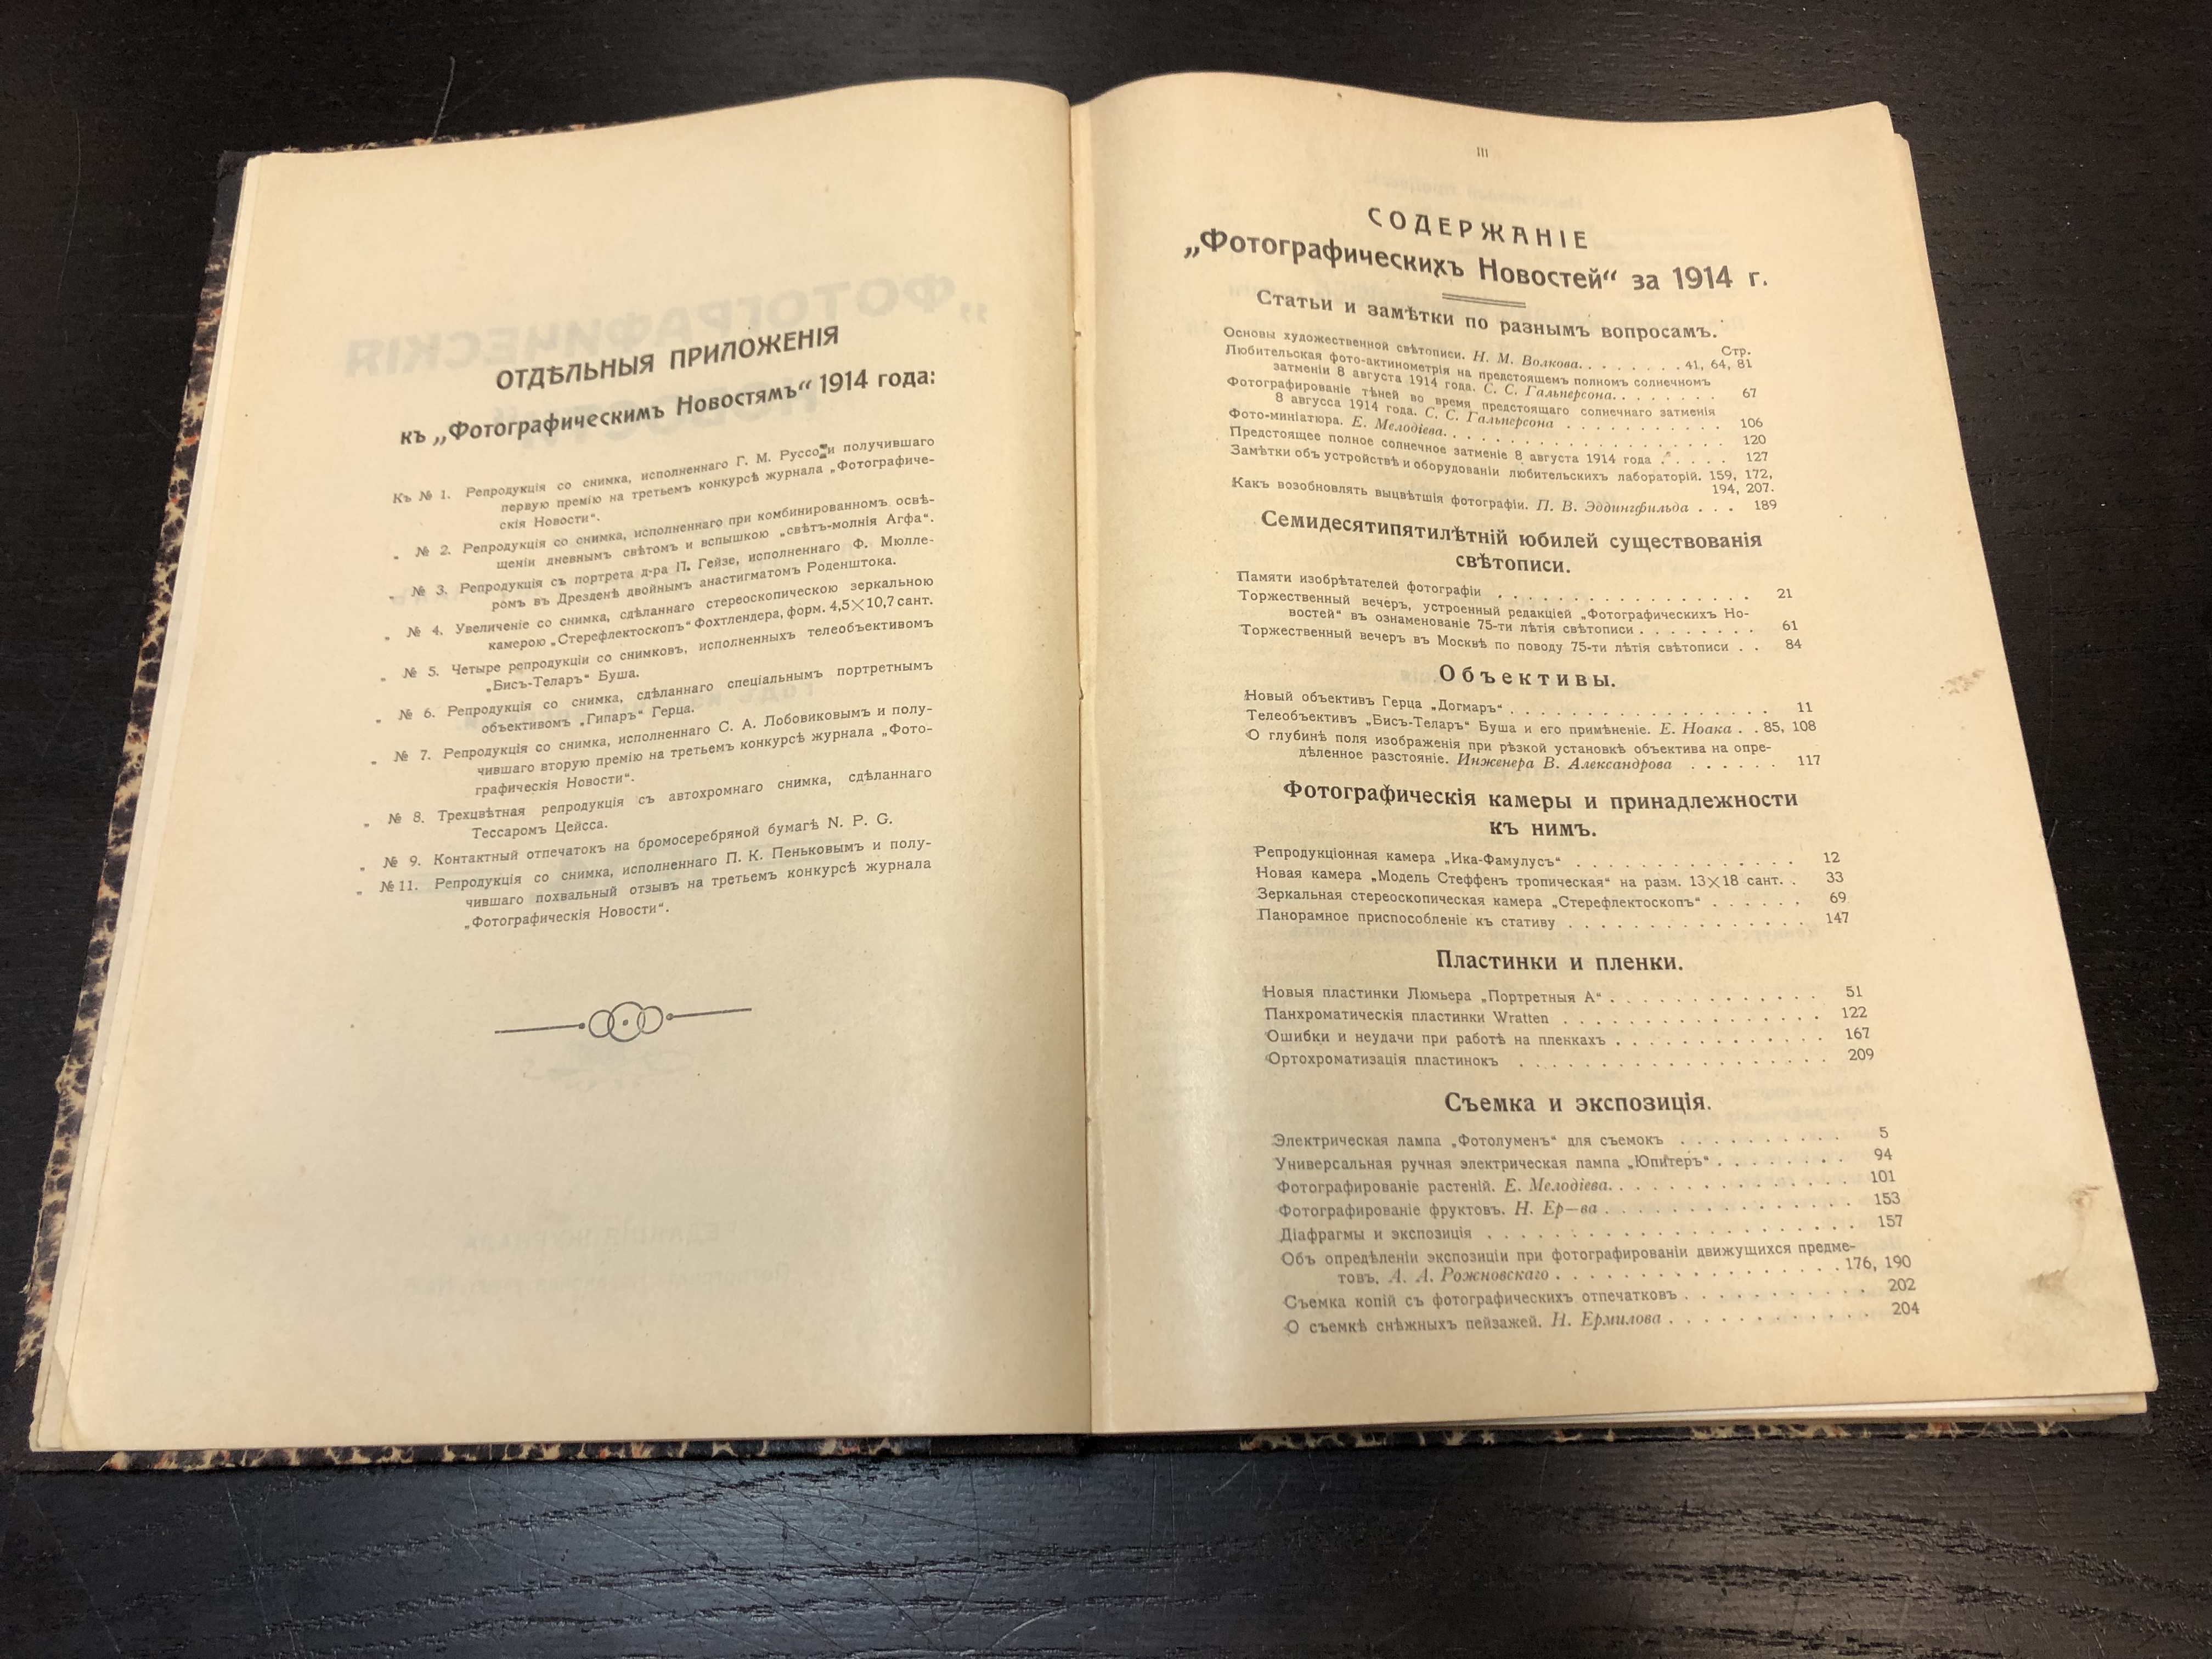 ОТДѢЛЬНЫЯ ПРИЛОЖЕНІЯ
къ „Фотографическимъ Новостямъ“ 1914 года:
Къ № 1. Репродукція со снимка, исполненнаго Г. М. Руссо и получившаго
первую премію на третьемъ конкурсѣ журнала „Фотографиче-
скія Новости“.
„ № 2. Репродукція со снимка, исполненнаго при комбинированномъ освѣ-
щеніи дневнымъ свѣтомъ и вспышкою „свѣтъ-молнія Агфа“.
„ № 3. Репродукція съ портрета д-ра П. Гейзе, исполненнаго Ф. Мюлле-
ромъ въ Дрезденѣ двойнымъ анастигматомъ Роденштока.
„ № 4. Увеличеніе со снимка, сдѣланнаго стереоскопическою зеркальною
камерою „Стерефлектоскопъ“ Фохтлендера, форм. 4,5×10,7 сант.
„ № 5. Четыре репродукціи со снимковъ, исполненныхъ телеобъективомъ
„Бисъ-Теларъ“ Буша.
„ № 6. Репродукція со снимка, сдѣланнаго спеціальнымъ портретнымъ
объективомъ „Гипаръ“ Герца.
„ № 7. Репродукція со снимка, исполненнаго С. А. Лобовиковымъ и полу-
чившаго вторую премію на третьемъ конкурсѣ журнала „Фото-
графическія Новости“.
„ № 8. Трехцвѣтная репродукція съ автохромнаго снимка, сдѣланнаго
Тессаромъ Цейсса.
„ № 9. Контактный отпечатокъ на бромосеребряной бумагѣ N. P. G.
„ № 11. Репродукція со снимка, исполненнаго П. К. Пеньковымъ и полу-
чившаго похвальный отзывъ на третьемъ конкурсѣ журнала
„Фотографическія Новости“.
III
СОДЕРЖАНІЕ
„Фотографическихъ Новостей“ за 1914 г.
Статьи и замѣтки по разнымъ вопросамъ.
Стр.
Основы художественной свѣтописи. Н. М. Волкова. . . . . . . . 41, 64, 81
Любительская фото-актинометрія на предстоящемъ полномъ солнечномъ
затменіи 8 августа 1914 года. С. С. Гальперсона. . . . . . . . 67
Фотографированіе тѣней во время предстоящаго солнечнаго затменія
8 авгусса 1914 года. С. С. Гальперсона . . . . . . . . . . . 106
Фото-миніатюра. Е. Мелодіева. . . . . . . . . . . . . . . . . . . 120
Предстоящее полное солнечное затменіе 8 августа 1914 года . . . . . 127
Замѣтки объ устройствѣ и оборудованіи любительскихъ лабораторій. 159, 172,
194, 207.
Какъ возобновлять выцвѣтшія фотографіи. П. В. Эддингфильда . . . 189
Семидесятипятилѣтній юбилей существованія
свѣтописи.
Памяти изобрѣтателей фотографіи . . . . . . . . . . . . . . . . 21
Торжественный вечеръ, устроенный редакціей „Фотографическихъ Но-
востей“ въ ознаменованіе 75-ти лѣтія свѣтописи . . . . . . . . 61
Торжественный вечеръ въ Москвѣ по поводу 75-ти лѣтія свѣтописи . . 84
Объективы.
Новый объективъ Герца „Догмаръ“ . . . . . . . . . . . . . . . . 11
Телеобъективъ „Бисъ-Теларъ“ Буша и его примѣненіе. Е. Ноака . . 85, 108
О глубинѣ поля изображенія при рѣзкой установкѣ объектива на опре-
дѣленное разстояніе. Инженера В. Александрова . . . . . . 117
Фотографическія камеры и принадлежности
къ нимъ.
Репродукціонная камера „Ика-Фамулусъ“ . . . . . . . . . . . . . 12
Новая камера „Модель Стеффенъ тропическая“ на разм. 13×18 сант. . 33
Зеркальная стереоскопическая камера „Стерефлектоскопъ“ . . . . . . 69
Панорамное приспособленіе къ стативу . . . . . . . . . . . . . . 147
Пластинки и пленки.
Новыя пластинки Люмьера „Портретныя А“ . . . . . . . . . . . . . 51
Панхроматическія пластинки Wratten . . . . . . . . . . . . . . . . 122
Ошибки и неудачи при работѣ на пленкахъ . . . . . . . . . . . . . 167
Ортохроматизація пластинокъ . . . . . . . . . . . . . . . . . . 209
Съемка и экспозиція.
Электрическая лампа „Фотолуменъ“ для съемокъ . . . . . . . . . . 5
Универсальная ручная электрическая лампа „Юпитеръ“ . . . . . . . . 94
Фотографированіе растеній. Е. Мелодіева. . . . . . . . . . . . . . 101
Фотографированіе фруктовъ. Н. Ер—ва . . . . . . . . . . . . . . . 153
Діафрагмы и экспозиція . . . . . . . . . . . . . . . . . . . . . 157
Объ опредѣленіи экспозиціи при фотографированіи движущихся предме-
товъ. А. А. Рожновскаго . . . . . . . . . . . . . . . . . 176, 190
Съемка копій съ фотографическихъ отпечатковъ . . . . . . . . . . . 202
О съемкѣ снѣжныхъ пейзажей. Н. Ермилова . . . . . . . . . . . . 204